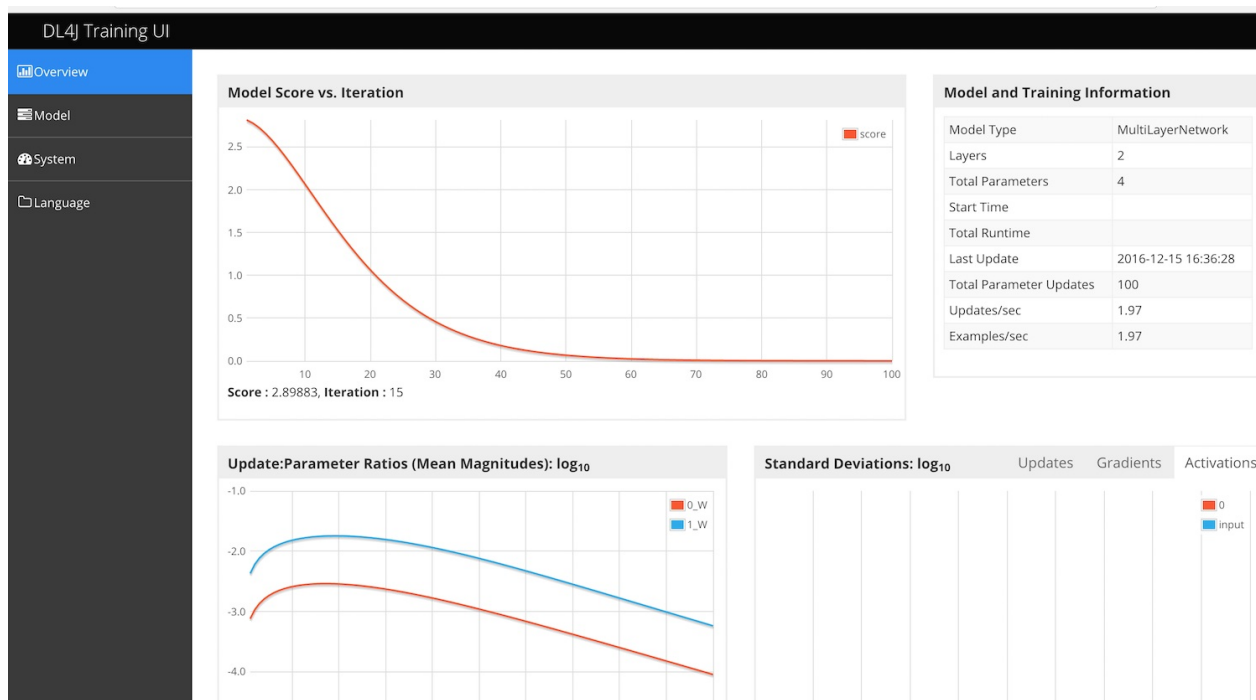 DL4J Training UI
Overview
Model
System
Language
Model Score vs. Iteration
score
2.5
2.0
1.5
1.0
0.5
0.0
10 20 30 40 50 60 70 80 90 100
Score : 2.89883, Iteration : 15
Model and Training Information
Model Type MultiLayerNetwork
Layers 2
Total Parameters 4
Start Time
Total Runtime
Last Update 2016-12-15 16:36:28
Total Parameter Updates 100
Updates/sec 1.97
Examples/sec 1.97
Update:Parameter Ratios (Mean Magnitudes): log₁₀
0_W
1_W
-1.0
-2.0
-3.0
-4.0
Standard Deviations: log₁₀ Updates Gradients Activations
0
input